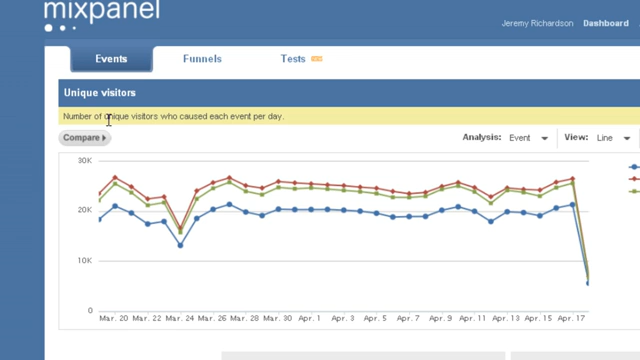 mixpanel
Jeremy Richardson Dashboard
Events Funnels Tests
Unique visitors
Number of unique visitors who caused each event per day.
Compare Analysis: Event View: Line
30K
20K
10K
0
Mar. 20 Mar. 22 Mar. 24 Mar. 26 Mar. 28 Mar. 30 Apr. 1 Apr. 3 Apr. 5 Apr. 7 Apr. 9 Apr. 11 Apr. 13 Apr. 15 Apr. 17